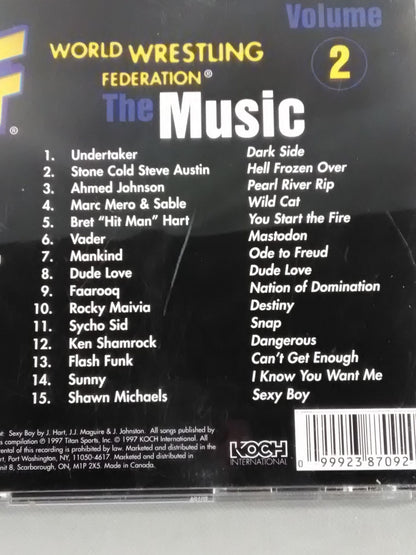 Volume
2
WORLD WRESTLING
FEDERATION®
The Music
1. Undertaker Dark Side
2. Stone Cold Steve Austin Hell Frozen Over
3. Ahmed Johnson Pearl River Rip
4. Marc Mero & Sable Wild Cat
5. Bret "Hit Man" Hart You Start the Fire
6. Vader Mastodon
7. Mankind Ode to Freud
8. Dude Love Dude Love
9. Faarooq Nation of Domination
10. Rocky Maivia Destiny
11. Sycho Sid Snap
12. Ken Shamrock Dangerous
13. Flash Funk Can't Get Enough
14. Sunny I Know You Want Me
15. Shawn Michaels Sexy Boy
Sexy Boy by J. Hart, J.J. Maguire & J. Johnston. All songs published by
compilation ℗ 1997 Titan Sports, Inc. © 1997 KOCH International. All
rental of this recording is prohibited by law. Manufactured and distributed in the
Port Washington, NY, 11050-4617. Manufactured and distributed in
Unit 8, Scarborough, ON, M1P 2X5. Made in Canada.
KOCH
INTERNATIONAL
0 99923 87092